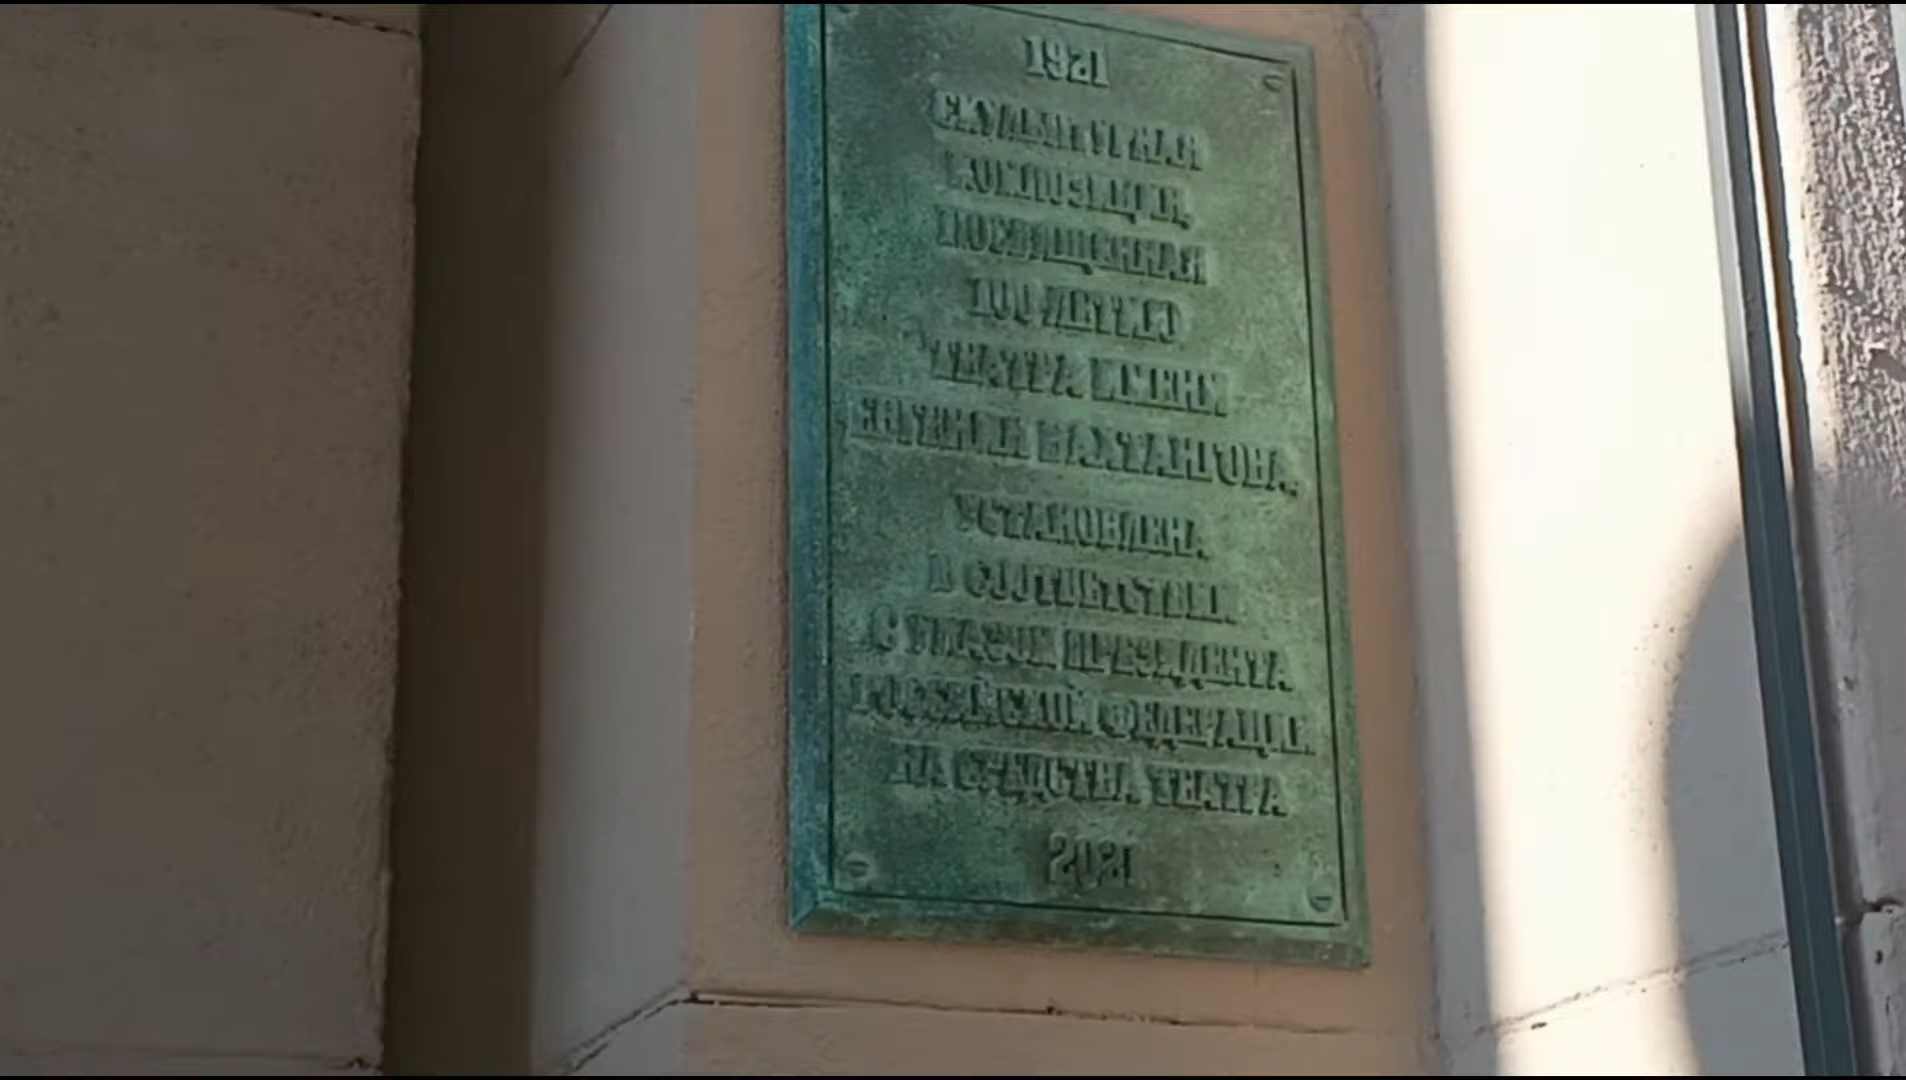 1921
СКУЛЬПТУРНАЯ
КОМПОЗИЦИЯ,
ПОСВЯЩЕННАЯ
100 ЛЕТИЮ
ТЕАТРА ИМЕНИ
ЕВГЕНИЯ ВАХТАНГОВА,
УСТАНОВЛЕНА
В СООТВЕТСТВИИ
С УКАЗОМ ПРЕЗИДЕНТА
РОССИЙСКОЙ ФЕДЕРАЦИИ
НА СРЕДСТВА ТЕАТРА
2021